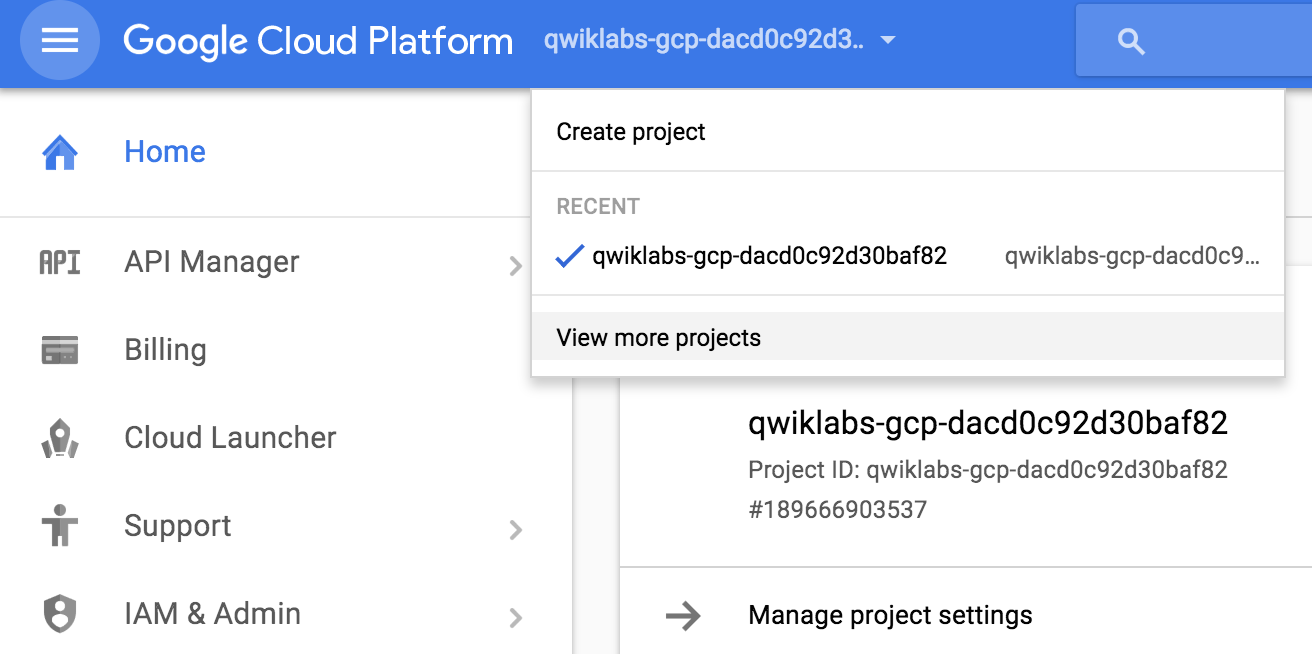 Google Cloud Platform
qwiklabs-gcp-dacd0c92d3..
Create project
RECENT
qwiklabs-gcp-dacd0c92d30baf82 qwiklabs-gcp-dacd0c9...
View more projects
Home
API API Manager
Billing
Cloud Launcher
Support
IAM & Admin
qwiklabs-gcp-dacd0c92d30baf82
Project ID: qwiklabs-gcp-dacd0c92d30baf82
#189666903537
Manage project settings